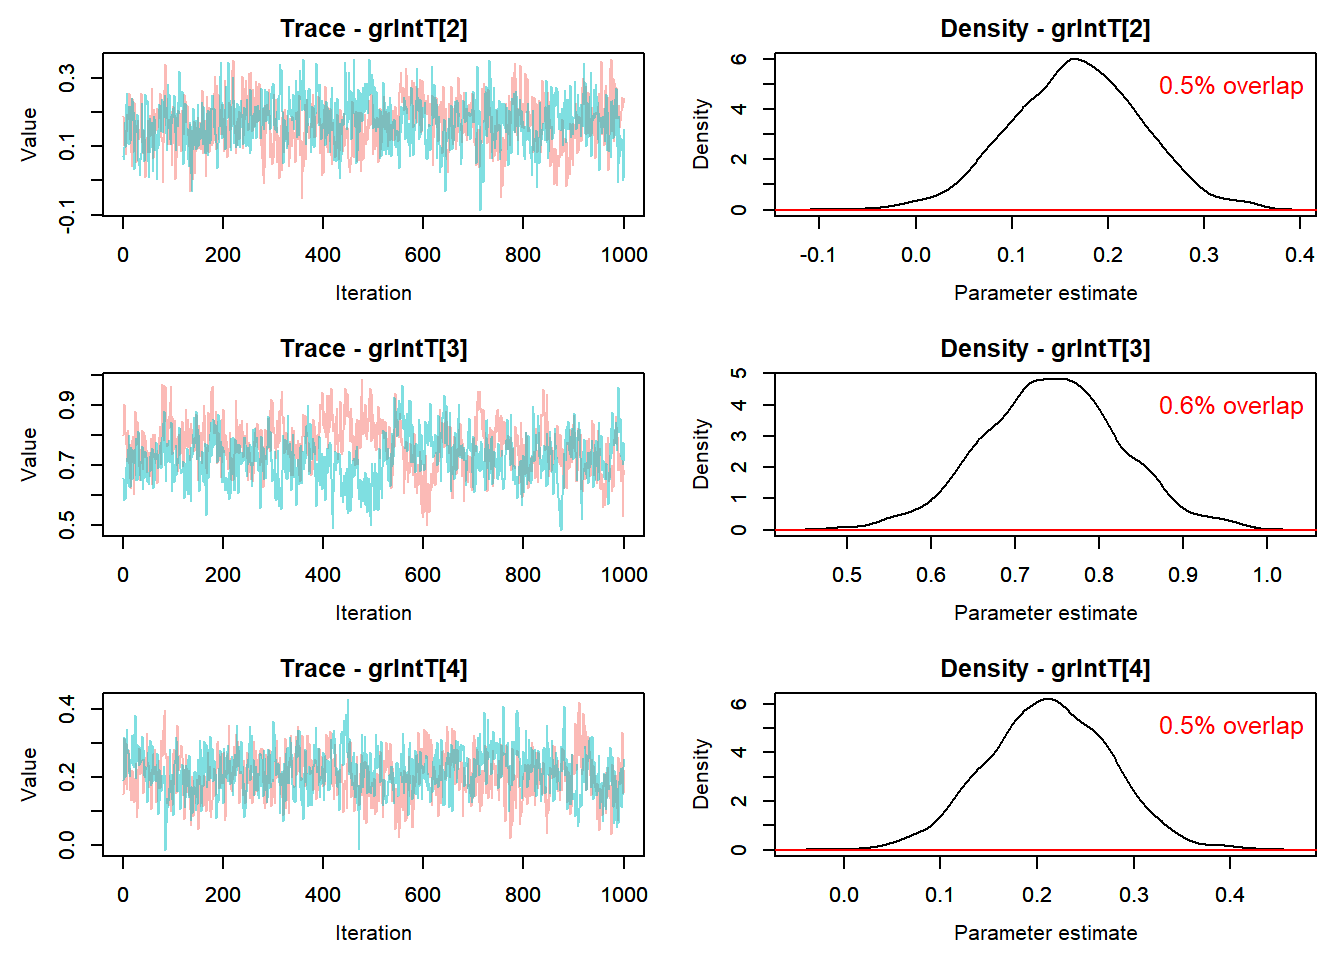 Trace - grIntT[2]
Value
-0.1 0.1 0.3
0 200 400 600 800 1000
Iteration
Density - grIntT[2]
0.5% overlap
Density
0 2 4 6
-0.1 0.0 0.1 0.2 0.3 0.4
Parameter estimate
Trace - grIntT[3]
Value
0.5 0.7 0.9
0 200 400 600 800 1000
Iteration
Density - grIntT[3]
0.6% overlap
Density
0 1 2 3 4 5
0.5 0.6 0.7 0.8 0.9 1.0
Parameter estimate
Trace - grIntT[4]
Value
0.0 0.2 0.4
0 200 400 600 800 1000
Iteration
Density - grIntT[4]
0.5% overlap
Density
0 2 4 6
0.0 0.1 0.2 0.3 0.4
Parameter estimate